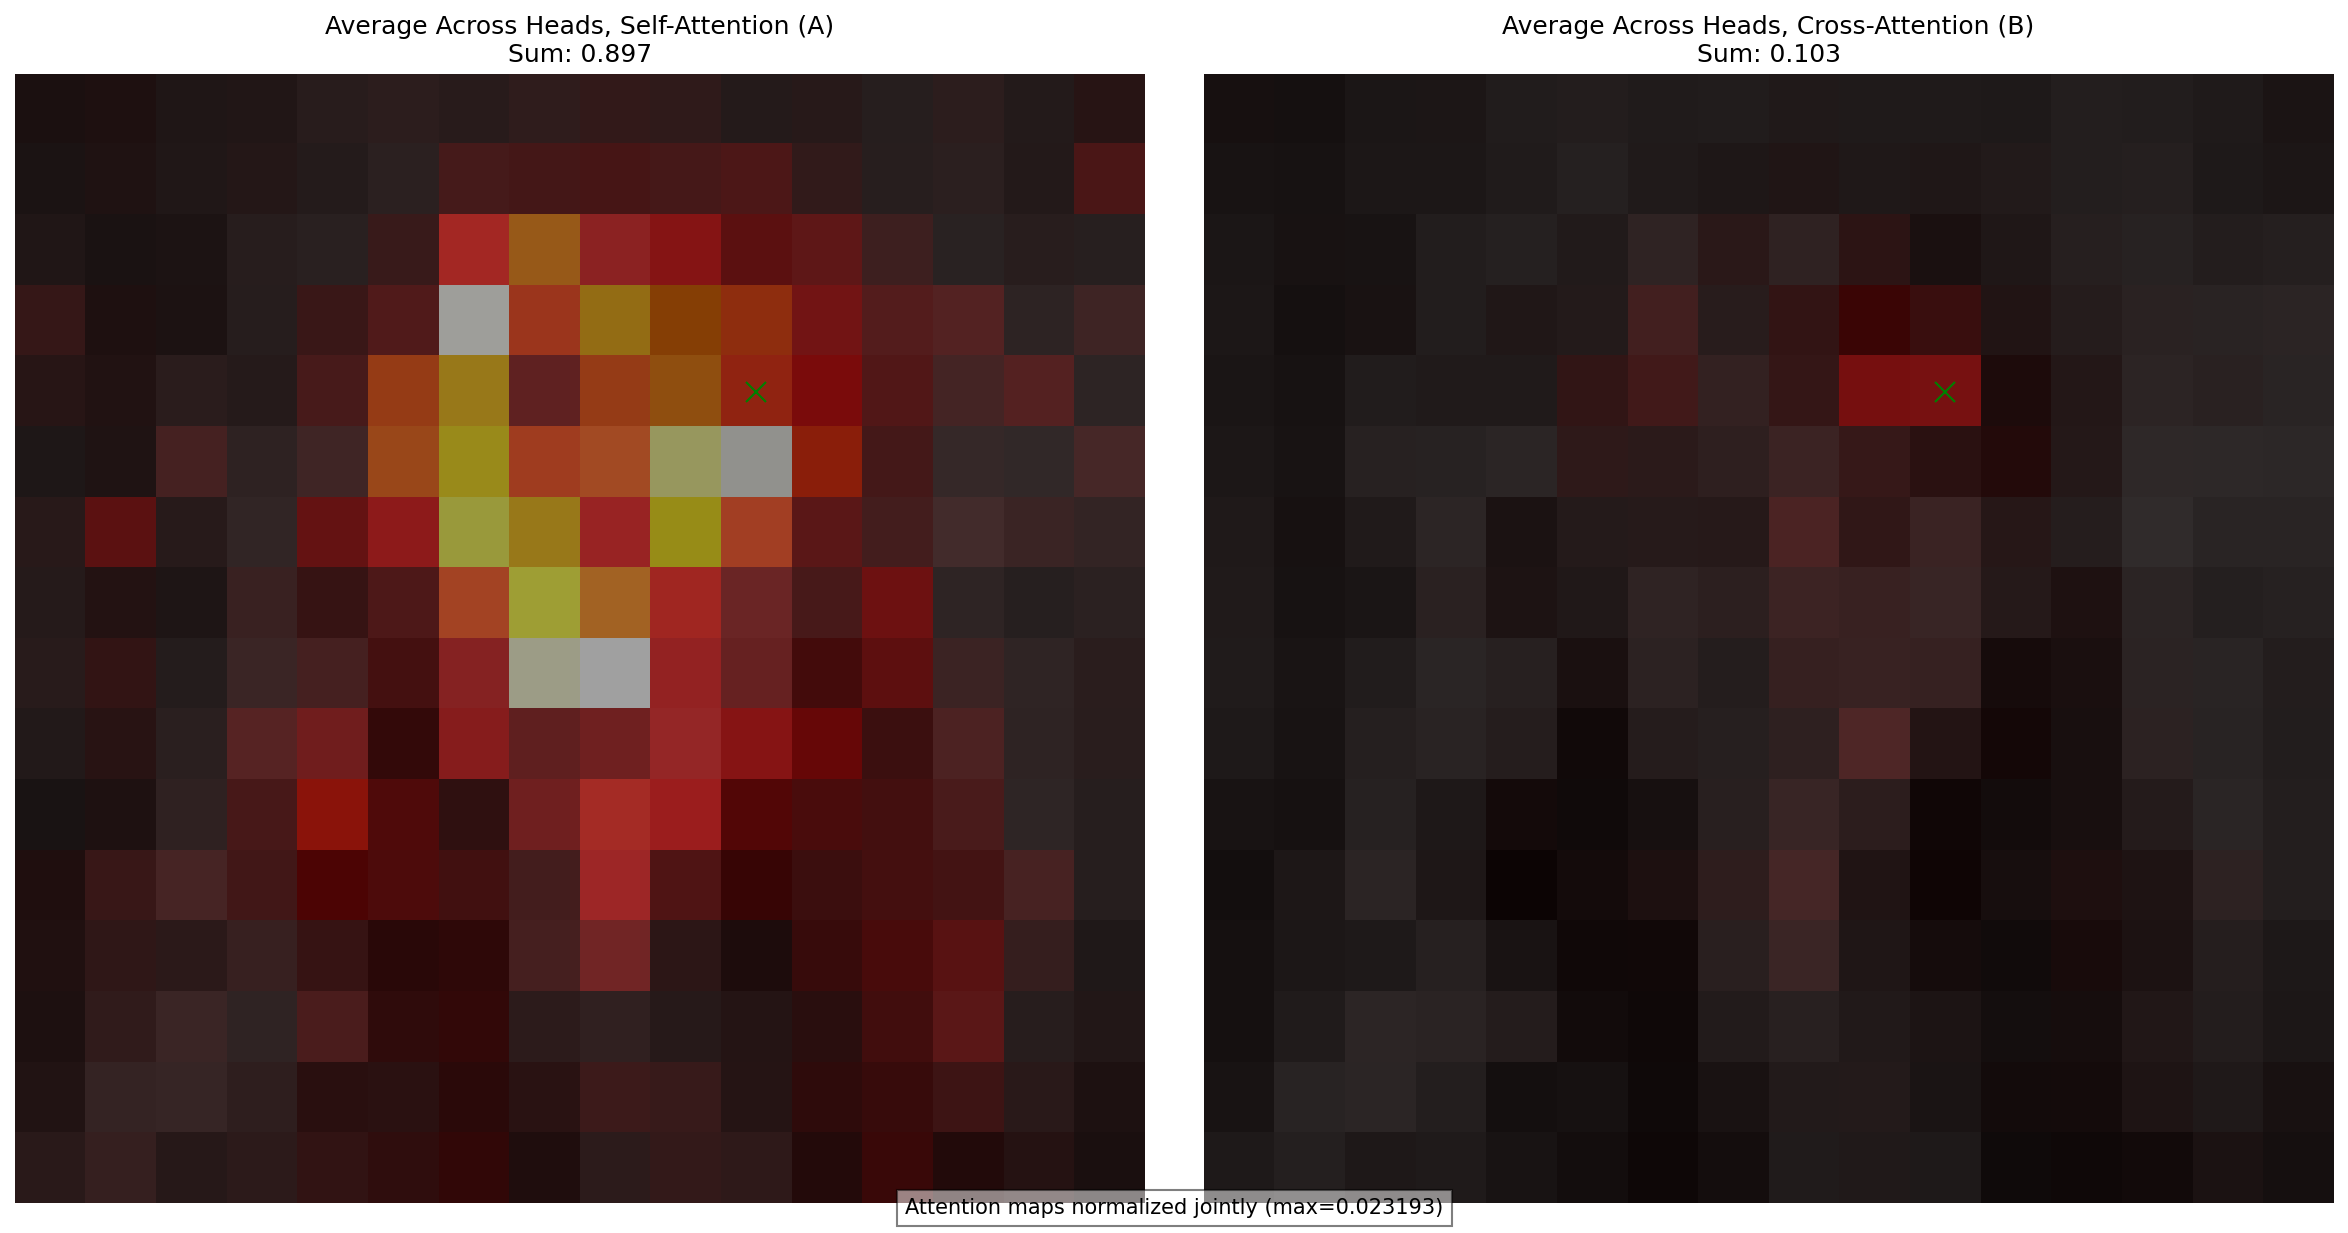 Average Across Heads, Self-Attention (A)
Sum: 0.897
Average Across Heads, Cross-Attention (B)
Sum: 0.103
Attention maps normalized jointly (max=0.023193)